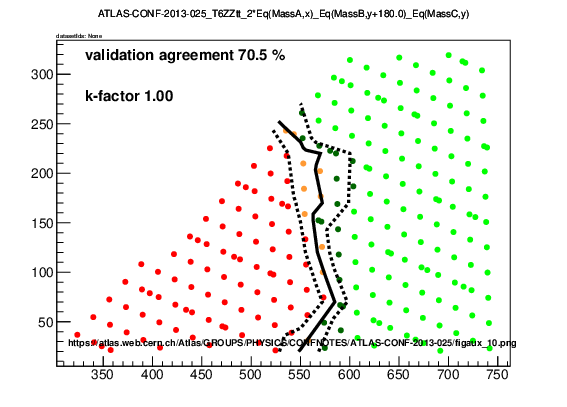 ATLAS-CONF-2013-025_T6ZZtt_2*Eq(MassA,x)_Eq(MassB,y+180.0)_Eq(MassC,y)
datasetIds: None
validation agreement 70.5 %
k-factor 1.00
300
250
200
150
100
50
https://atlas.web.cern.ch/Atlas/GROUPS/PHYSICS/CONFNOTES/ATLAS-CONF-2013-025/figaux_10.png
350 400 450 500 550 600 650 700 750